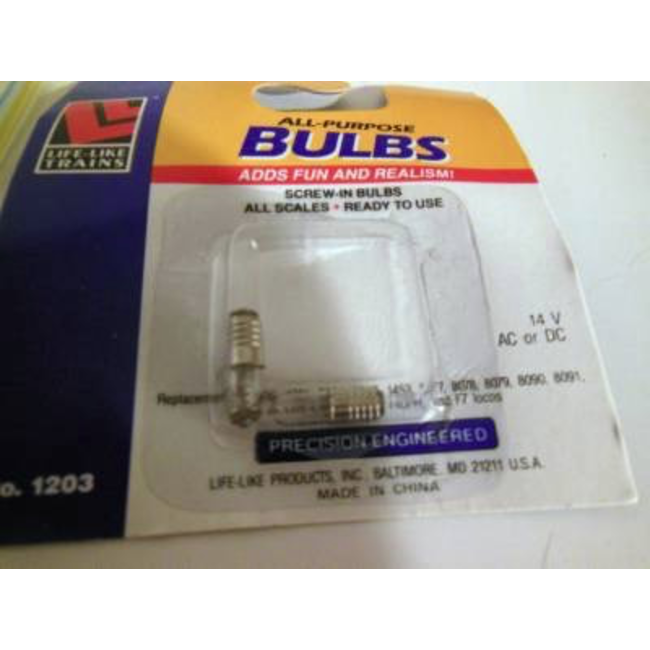 LIFE-LIKE
TRAINS
ALL-PURPOSE
BULBS
ADDS FUN AND REALISM!
SCREW-IN BULBS
ALL SCALES • READY TO USE
14 V
AC or DC
8078, 8079, 8090, 8091,
F7 locos
PRECISION ENGINEERED
LIFE-LIKE PRODUCTS, INC., BALTIMORE, MD 21211 U.S.A.
MADE IN CHINA
o. 1203